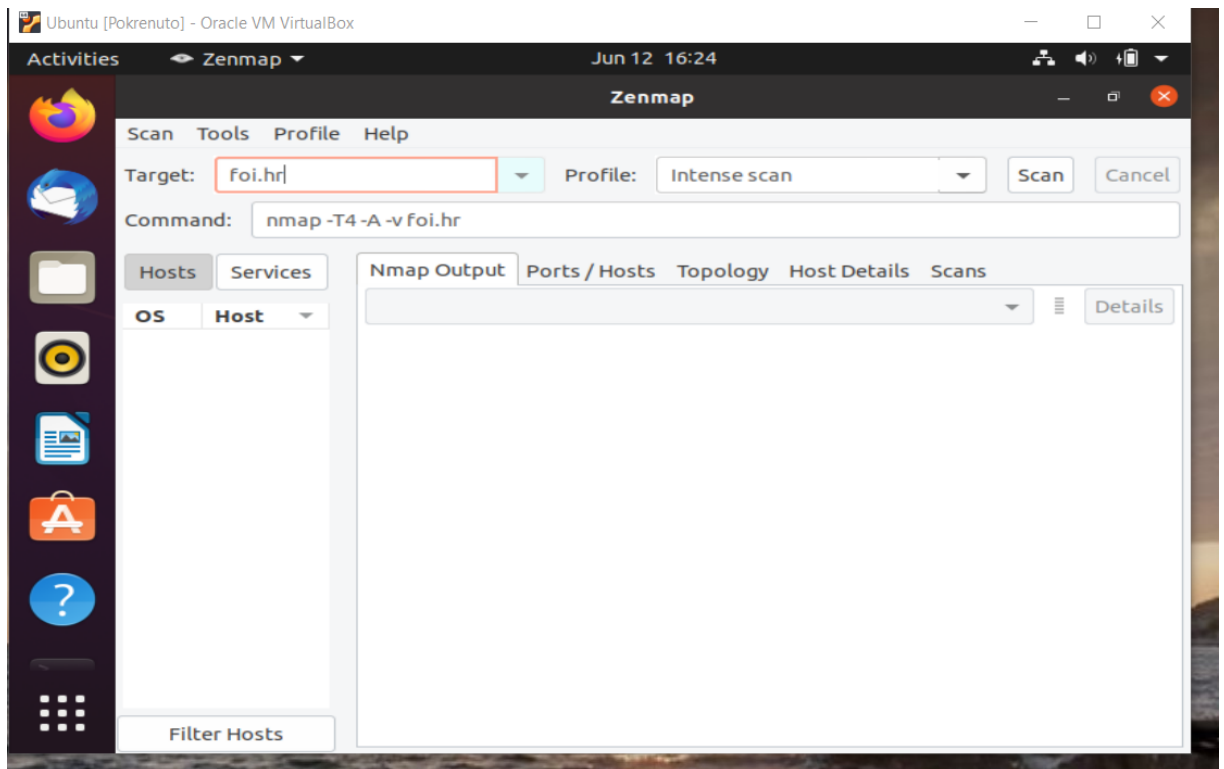 Ubuntu [Pokrenuto] - Oracle VM VirtualBox
Activities Zenmap Jun 12 16:24
Zenmap
Scan Tools Profile Help
Target: foi.hr Profile: Intense scan Scan Cancel
Command: nmap -T4 -A -v foi.hr
Hosts Services Nmap Output Ports / Hosts Topology Host Details Scans
OS Host Details
Filter Hosts